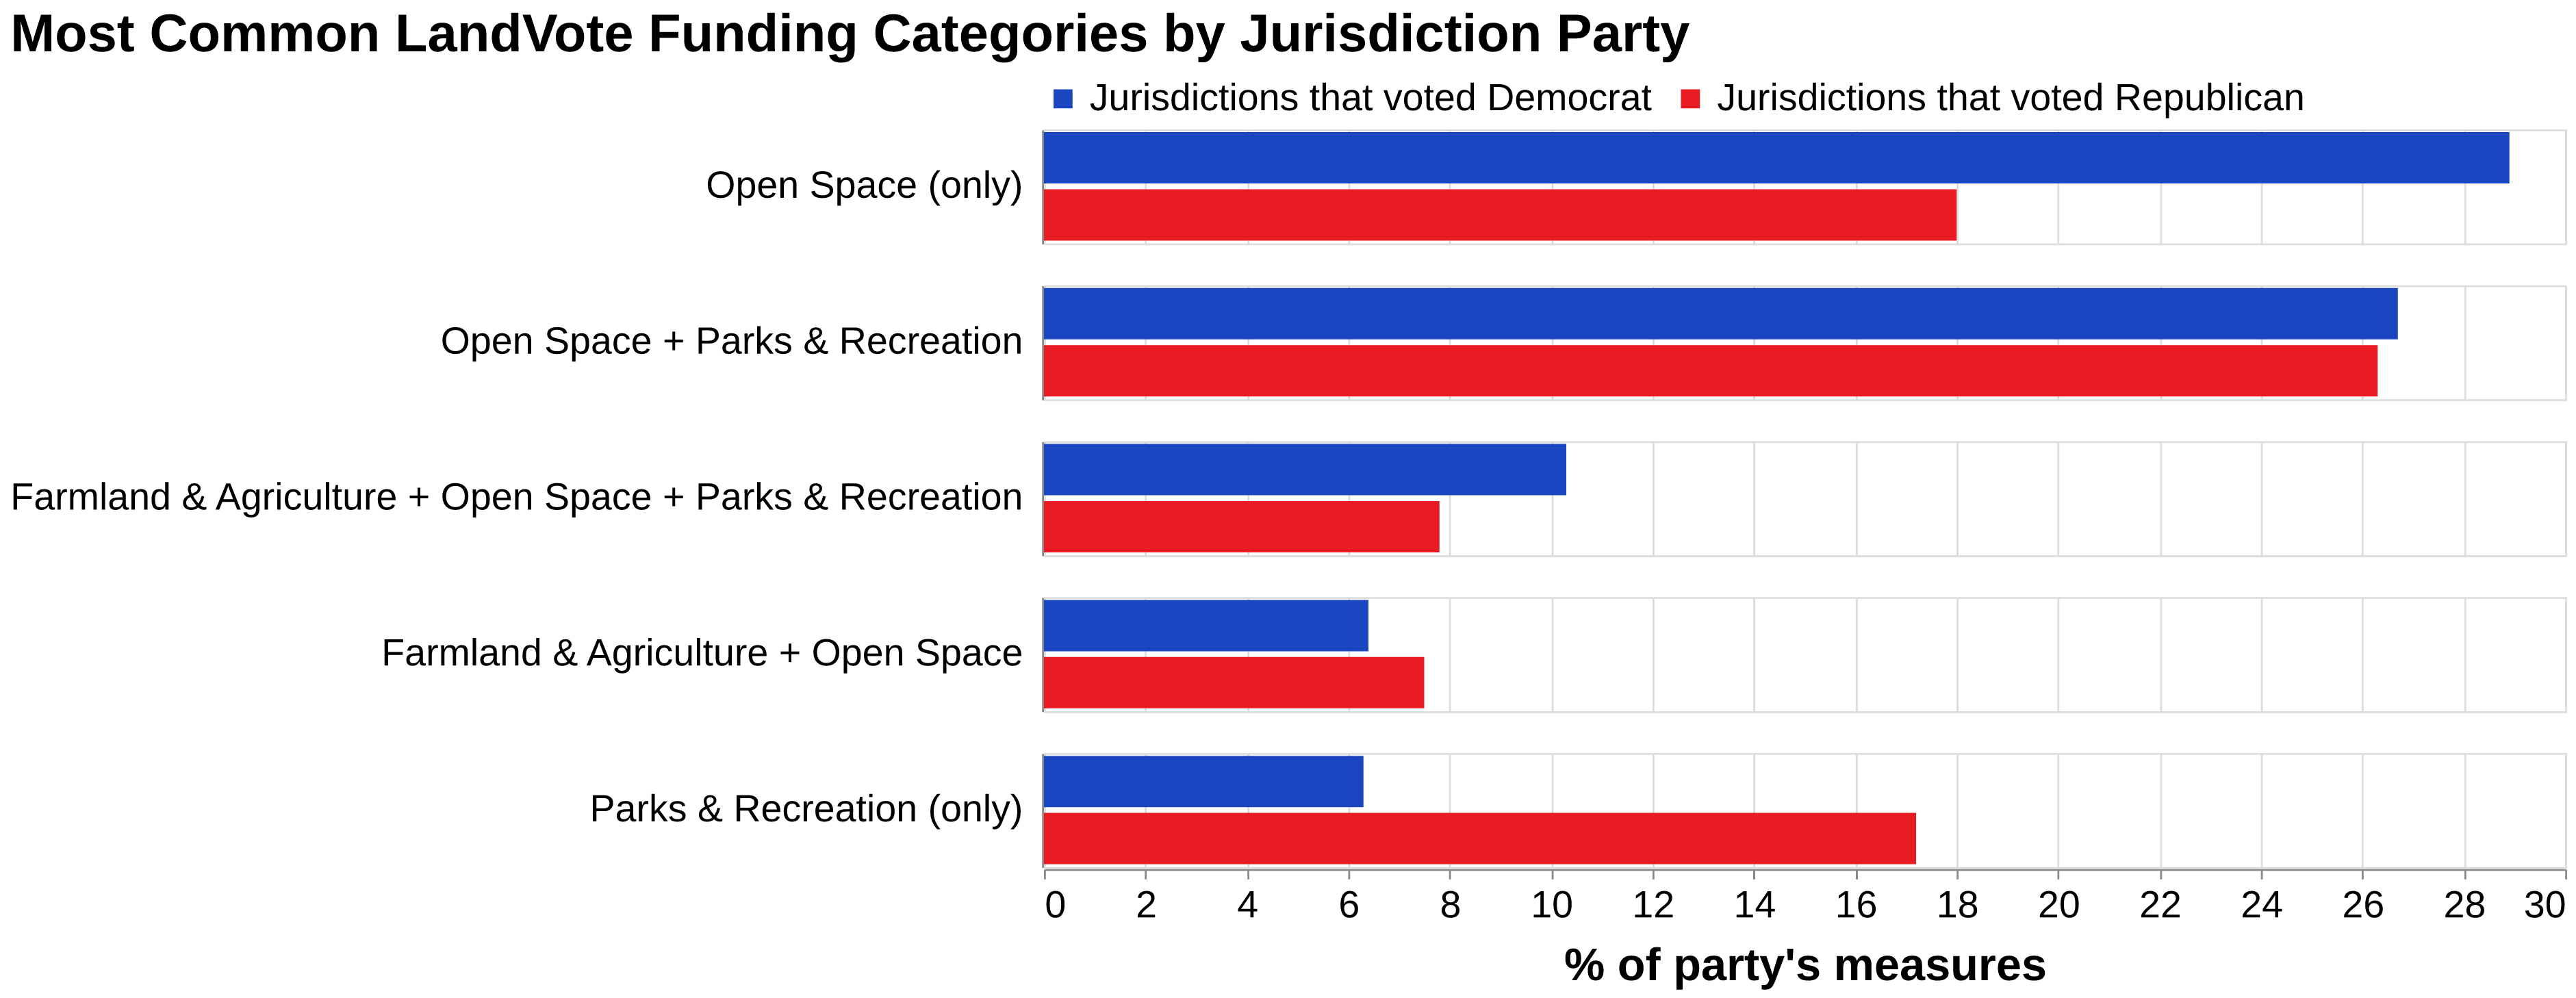 Most Common LandVote Funding Categories by Jurisdiction Party
Jurisdictions that voted Democrat Jurisdictions that voted Republican
Open Space (only)
Open Space + Parks & Recreation
Farmland & Agriculture + Open Space + Parks & Recreation
Farmland & Agriculture + Open Space
Parks & Recreation (only)
0 2 4 6 8 10 12 14 16 18 20 22 24 26 28 30
% of party's measures